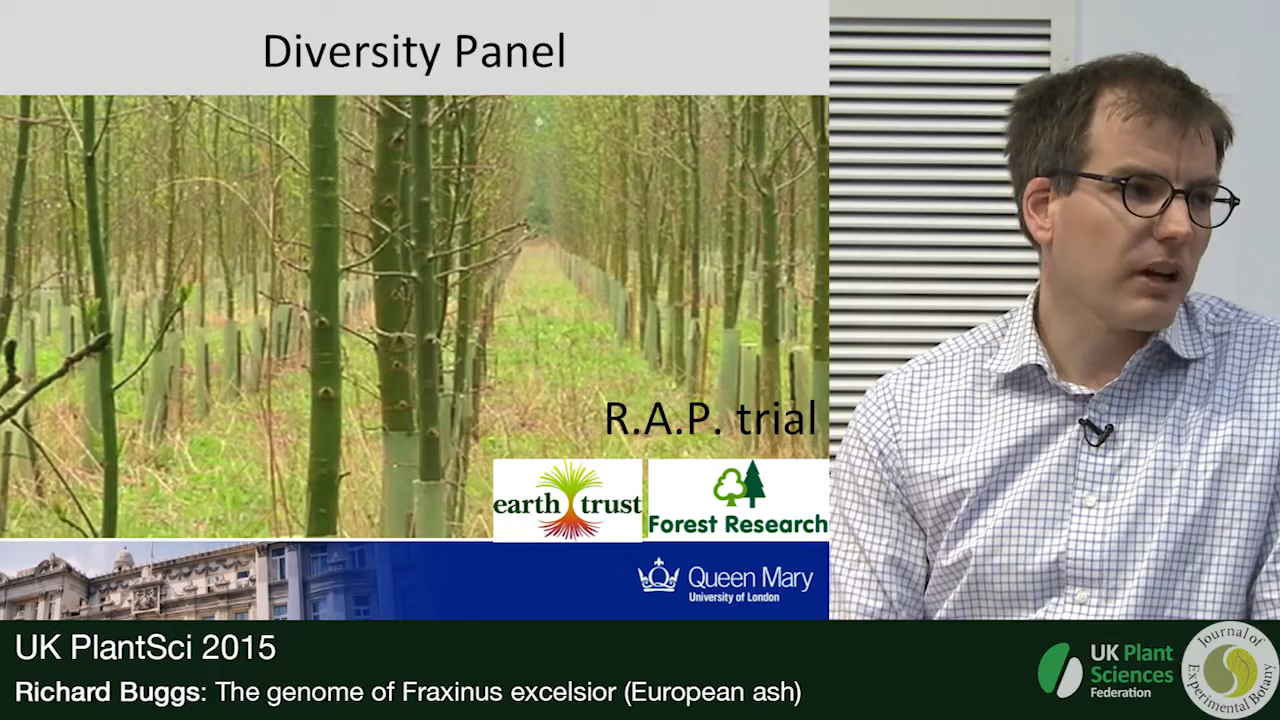 Diversity Panel
R.A.P. trial
earth trust
Forest Research
Queen Mary
University of London
UK PlantSci 2015
Richard Buggs: The genome of Fraxinus excelsior (European ash)
UK Plant
Sciences
Federation
Journal of
Experimental Botany